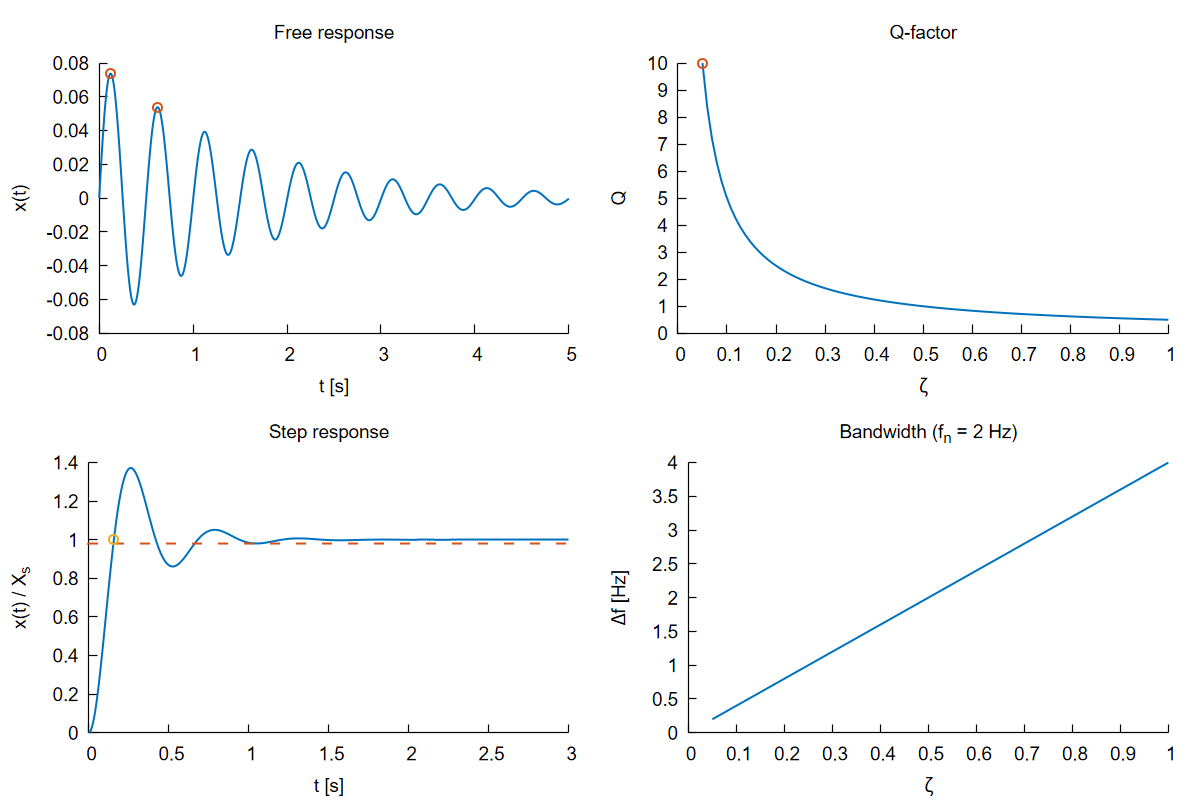 Free response
0.08
0.06
0.04
0.02
0
-0.02
-0.04
-0.06
-0.08
x(t)
0 1 2 3 4 5
t [s]
Q-factor
10
9
8
7
6
5
4
3
2
1
0
Q
0 0.1 0.2 0.3 0.4 0.5 0.6 0.7 0.8 0.9 1
ζ
Step response
1.4
1.2
1
0.8
0.6
0.4
0.2
0
x(t) / Xs
0 0.5 1 1.5 2 2.5 3
t [s]
Bandwidth (fn = 2 Hz)
4
3.5
3
2.5
2
1.5
1
0.5
0
Δf [Hz]
0 0.1 0.2 0.3 0.4 0.5 0.6 0.7 0.8 0.9 1
ζ